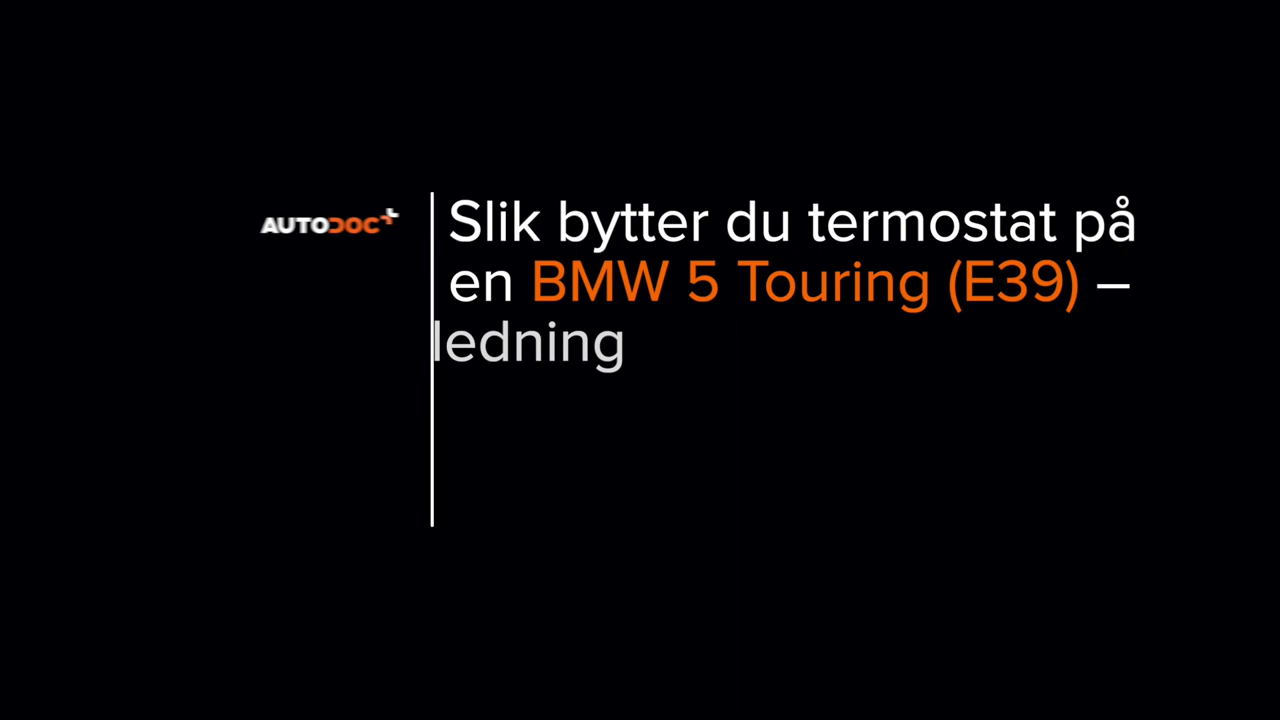 AUTODOC
Slik bytter du termostat på
en BMW 5 Touring (E39) –
ledning